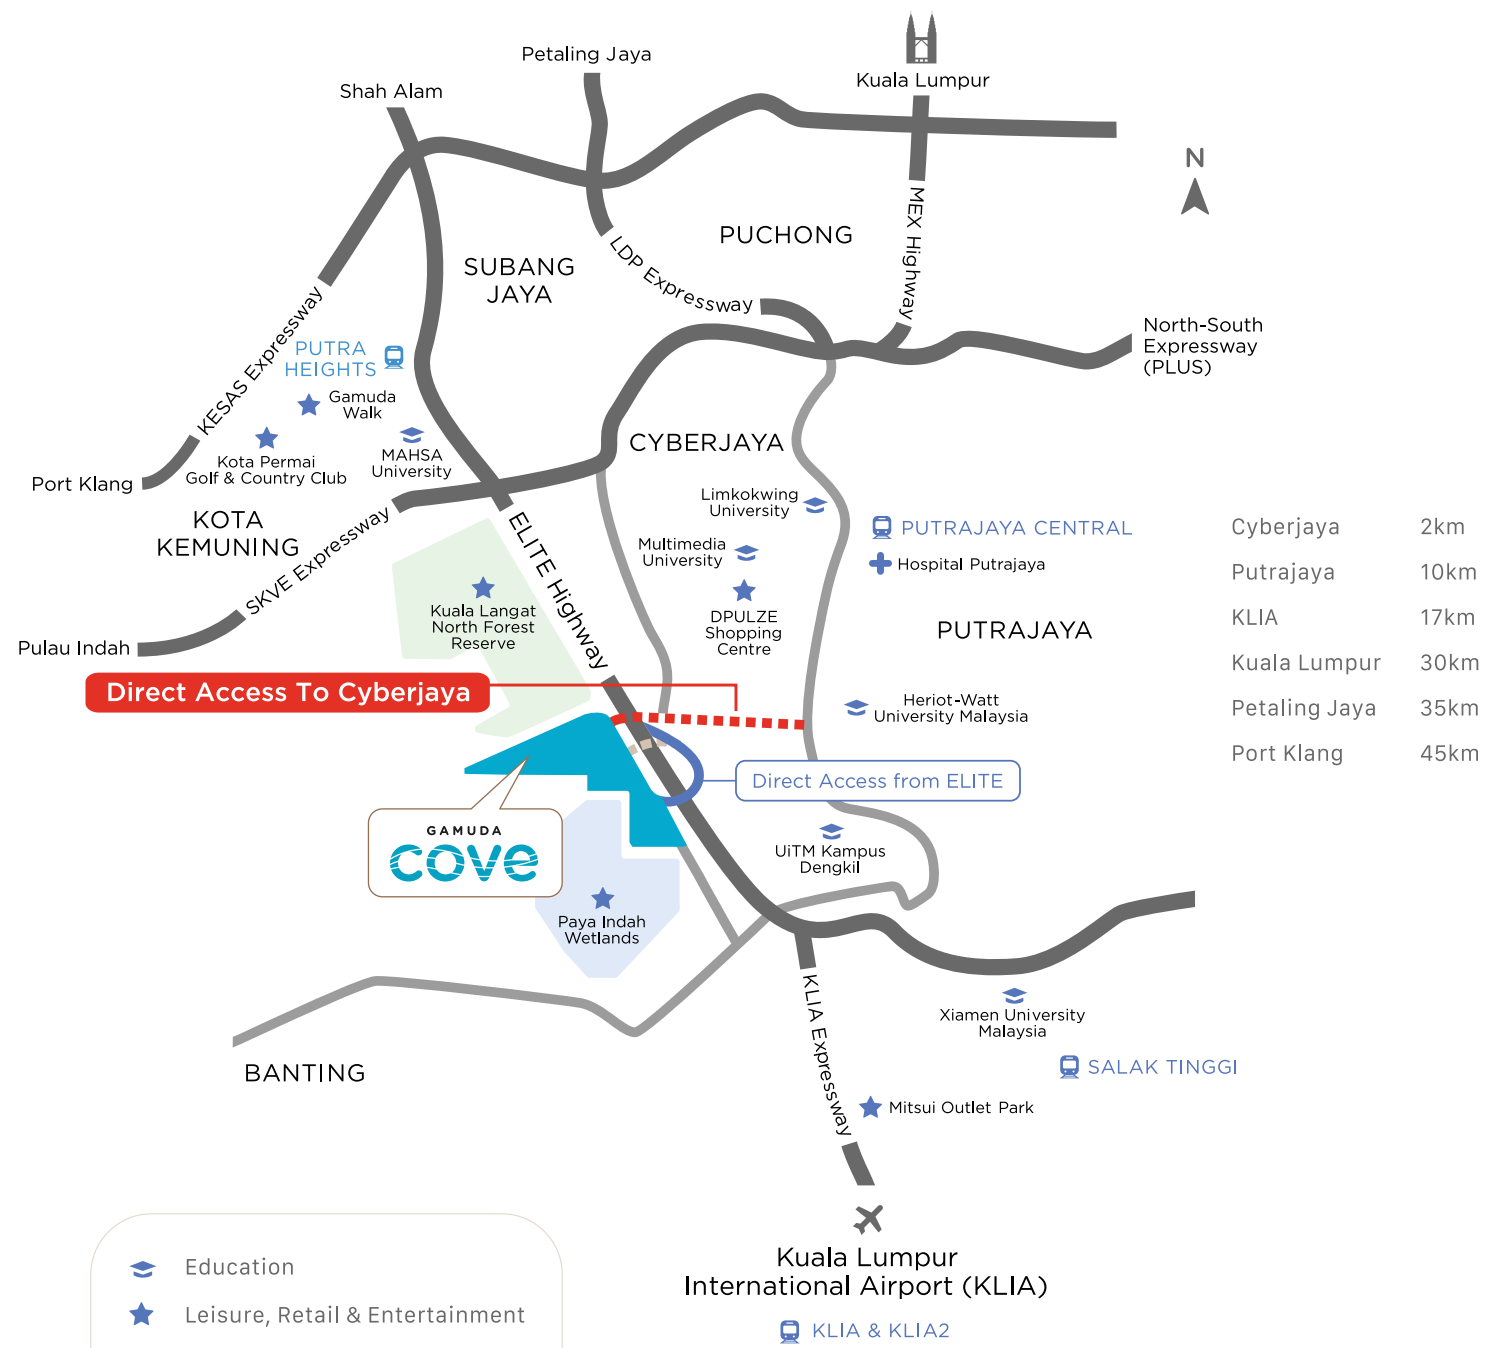 Petaling Jaya
Kuala Lumpur
Shah Alam
N
MEX Highway
PUCHONG
LDP Expressway
SUBANG
JAYA
KESAS Expressway
North-South
Expressway
(PLUS)
PUTRA
HEIGHTS
Gamuda
Walk
Kota Permai
Golf & Country Club
MAHSA
University
CYBERJAYA
Port Klang
KOTA
KEMUNING
SKVE Expressway
ELITE Highway
Limkokwing
University
Multimedia
University
DPULZE
Shopping
Centre
PUTRAJAYA CENTRAL
Hospital Putrajaya
PUTRAJAYA
Kuala Langat
North Forest
Reserve
Pulau Indah
Direct Access To Cyberjaya
Heriot-Watt
University Malaysia
Direct Access from ELITE
GAMUDA
cove
UiTM Kampus
Dengkil
Paya Indah
Wetlands
KLIA Expressway
Xiamen University
Malaysia
BANTING
SALAK TINGGI
Mitsui Outlet Park
Kuala Lumpur
International Airport (KLIA)
KLIA & KLIA2
Cyberjaya 2km
Putrajaya 10km
KLIA 17km
Kuala Lumpur 30km
Petaling Jaya 35km
Port Klang 45km
Education
Leisure, Retail & Entertainment